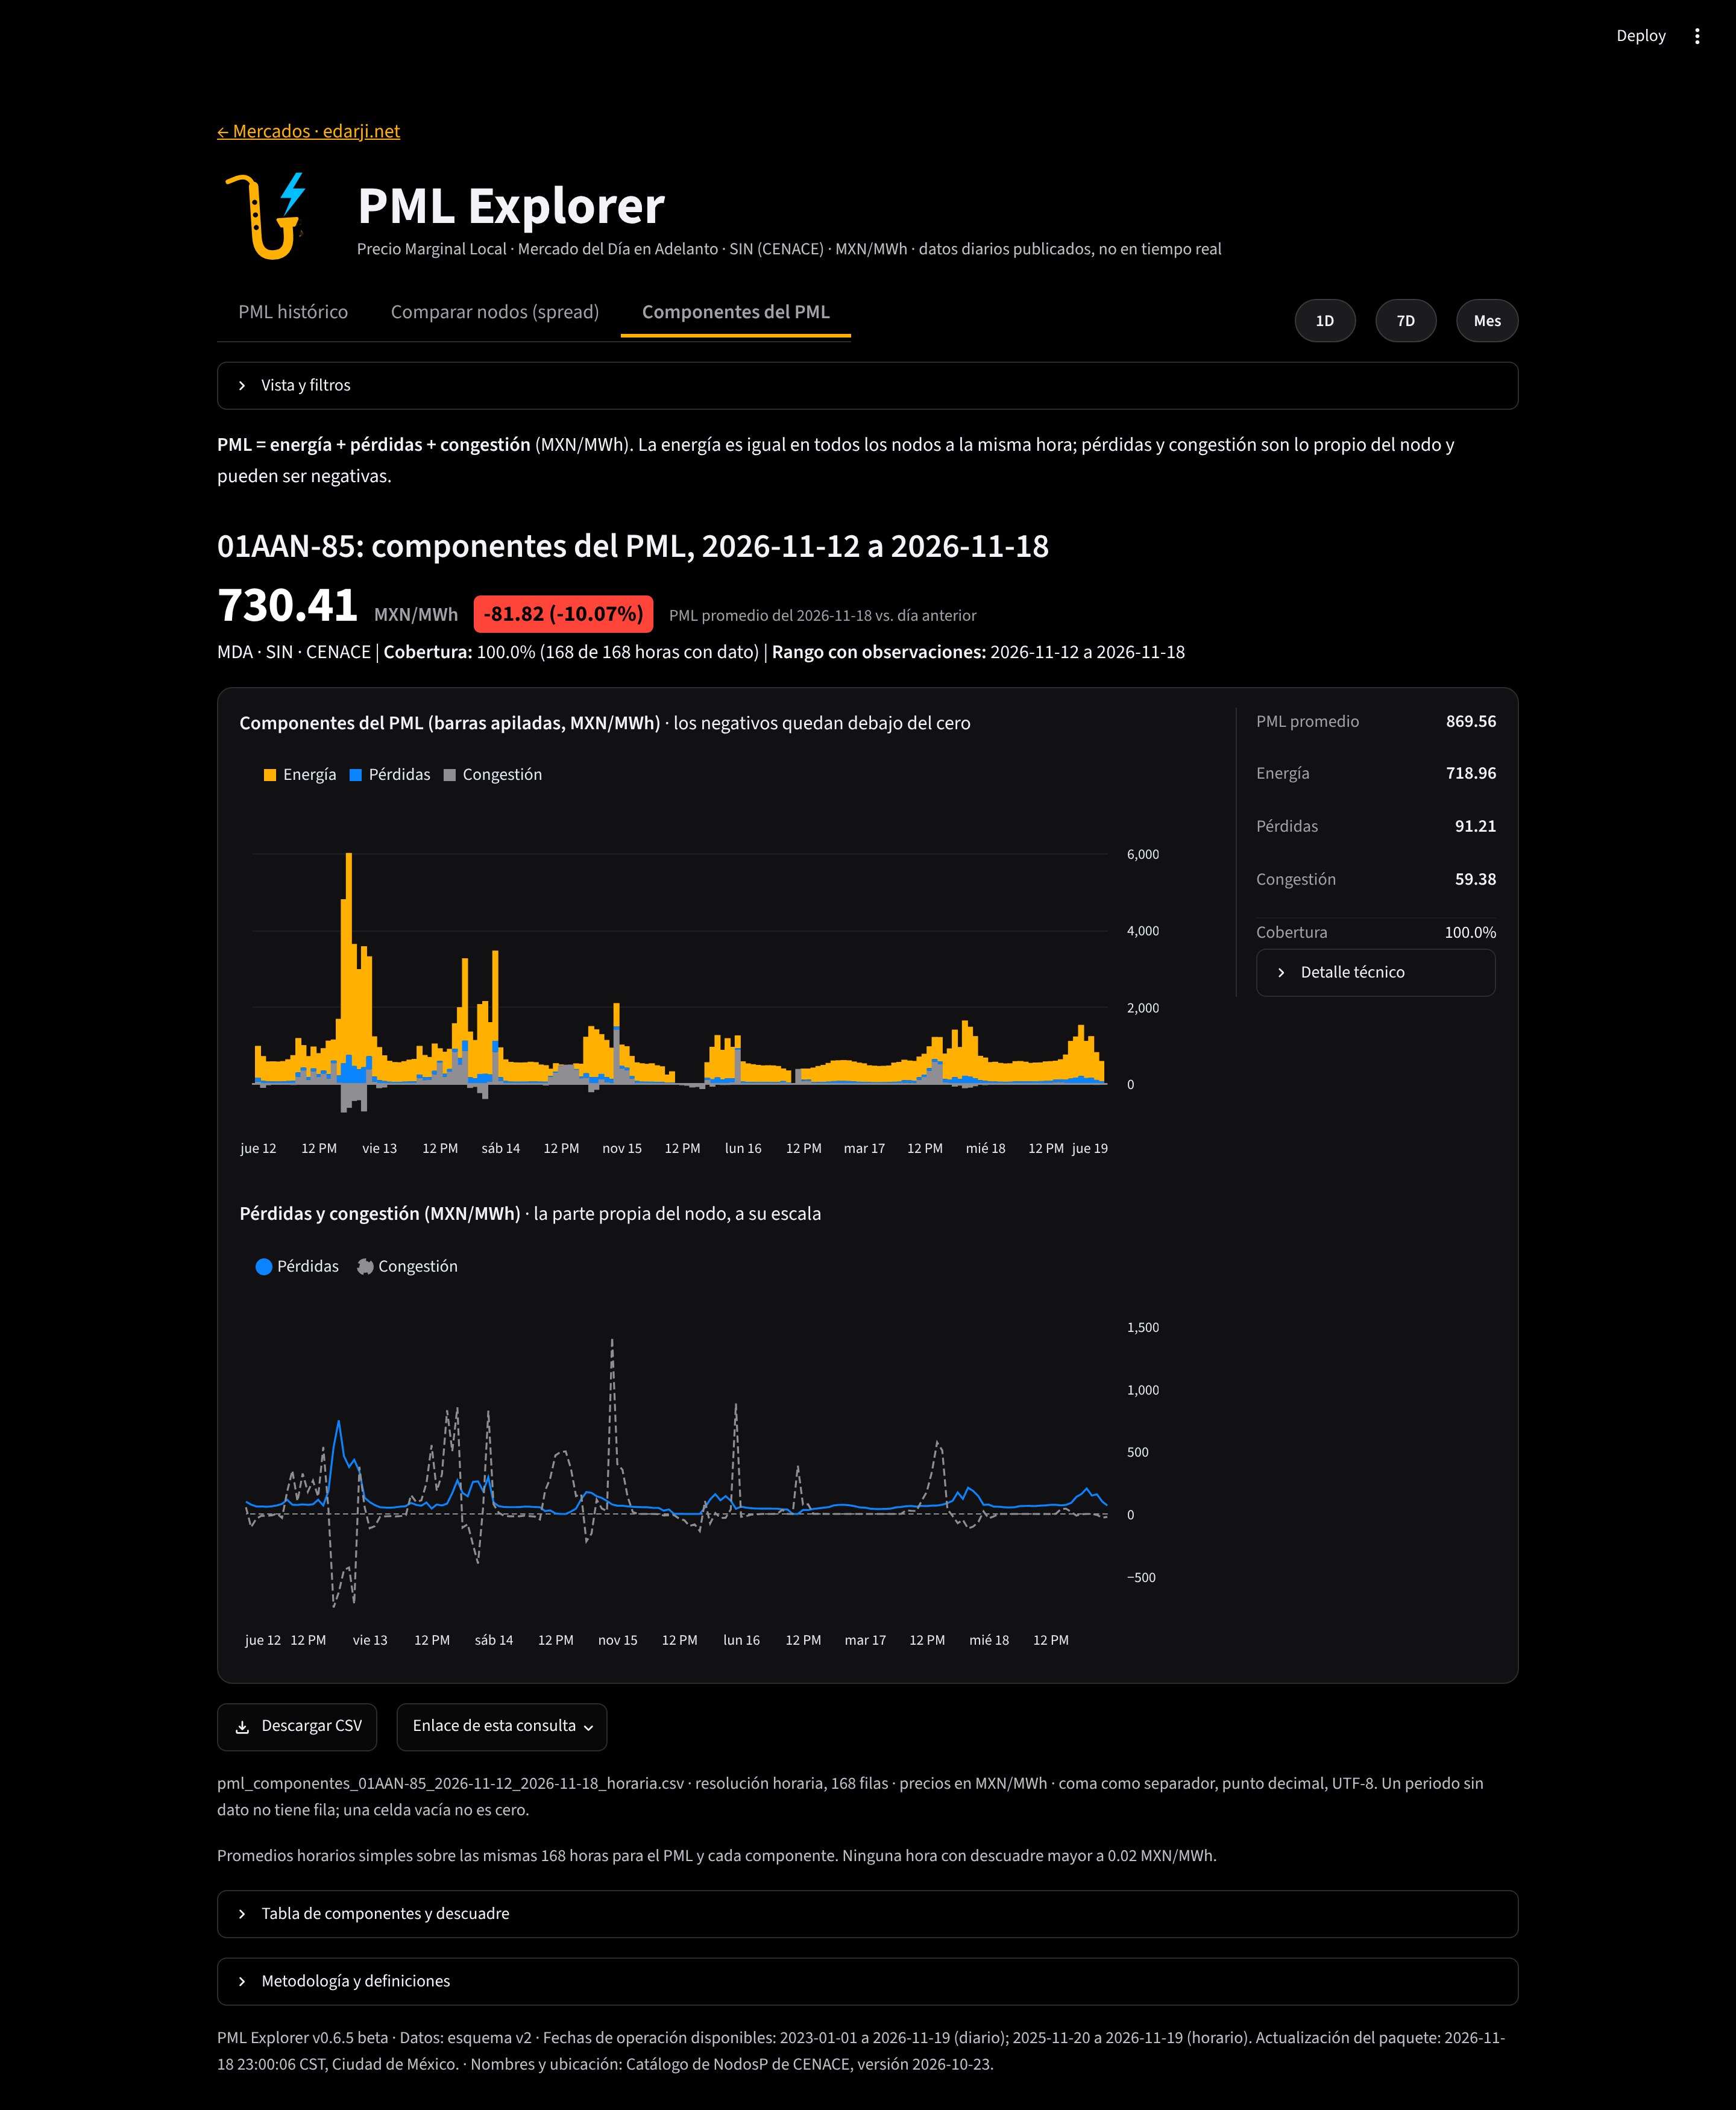 Deploy
← Mercados · edarji.net
PML Explorer
Precio Marginal Local · Mercado del Día en Adelanto · SIN (CENACE) · MXN/MWh · datos diarios publicados, no en tiempo real
PML histórico
Comparar nodos (spread)
Componentes del PML
1D
7D
Mes
Vista y filtros
PML = energía + pérdidas + congestión (MXN/MWh). La energía es igual en todos los nodos a la misma hora; pérdidas y congestión son lo propio del nodo y
pueden ser negativas.
01AAN-85: componentes del PML, 2026-11-12 a 2026-11-18
730.41 MXN/MWh -81.82 (-10.07%) PML promedio del 2026-11-18 vs. día anterior
MDA · SIN · CENACE | Cobertura: 100.0% (168 de 168 horas con dato) | Rango con observaciones: 2026-11-12 a 2026-11-18
Componentes del PML (barras apiladas, MXN/MWh) · los negativos quedan debajo del cero
Energía Pérdidas Congestión
6,000
4,000
2,000
0
jue 12 12 PM vie 13 12 PM sáb 14 12 PM nov 15 12 PM lun 16 12 PM mar 17 12 PM mié 18 12 PM jue 19
PML promedio 869.56
Energía 718.96
Pérdidas 91.21
Congestión 59.38
Cobertura 100.0%
Detalle técnico
Pérdidas y congestión (MXN/MWh) · la parte propia del nodo, a su escala
Pérdidas Congestión
1,500
1,000
500
0
−500
jue 12 12 PM vie 13 12 PM sáb 14 12 PM nov 15 12 PM lun 16 12 PM mar 17 12 PM mié 18 12 PM
Descargar CSV
Enlace de esta consulta
pml_componentes_01AAN-85_2026-11-12_2026-11-18_horaria.csv · resolución horaria, 168 filas · precios en MXN/MWh · coma como separador, punto decimal, UTF-8. Un periodo sin
dato no tiene fila; una celda vacía no es cero.
Promedios horarios simples sobre las mismas 168 horas para el PML y cada componente. Ninguna hora con descuadre mayor a 0.02 MXN/MWh.
Tabla de componentes y descuadre
Metodología y definiciones
PML Explorer v0.6.5 beta · Datos: esquema v2 · Fechas de operación disponibles: 2023-01-01 a 2026-11-19 (diario); 2025-11-20 a 2026-11-19 (horario). Actualización del paquete: 2026-11-
18 23:00:06 CST, Ciudad de México. · Nombres y ubicación: Catálogo de NodosP de CENACE, versión 2026-10-23.